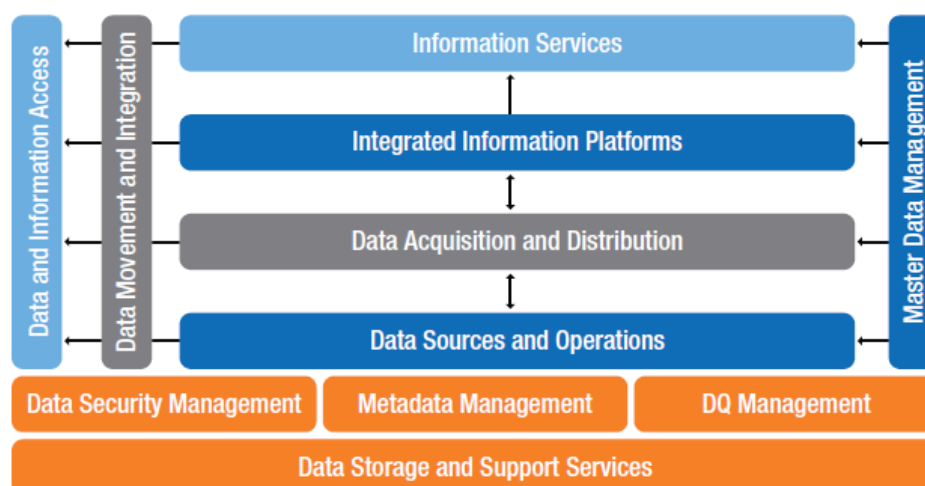 Data and Information Access
Data Movement and Integration
Information Services
Integrated Information Platforms
Data Acquisition and Distribution
Data Sources and Operations
Master Data Management
Data Security Management
Metadata Management
DQ Management
Data Storage and Support Services